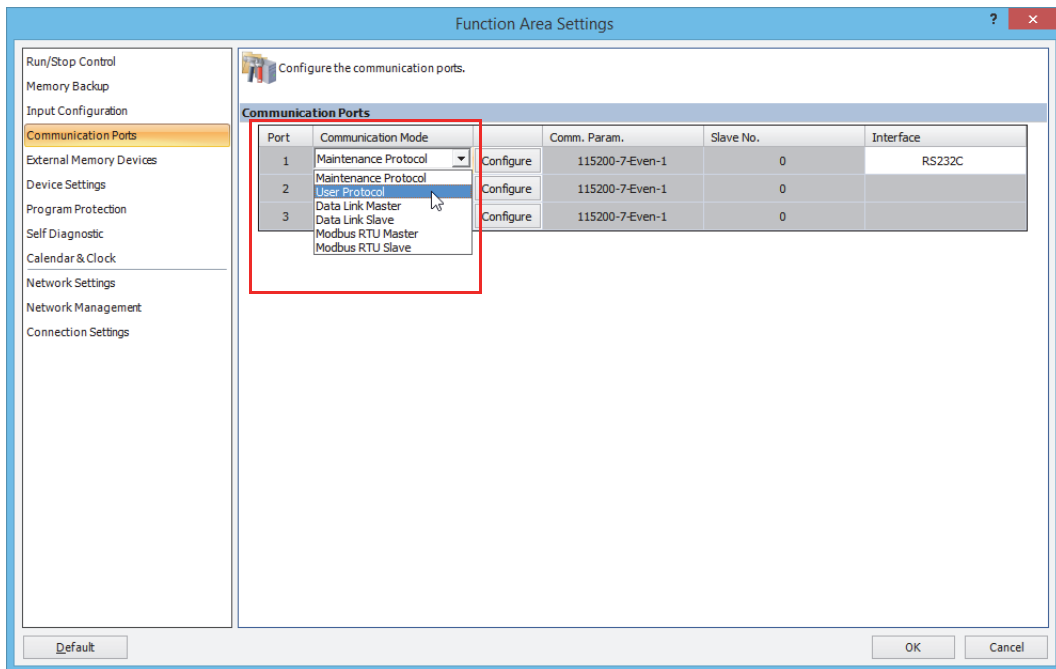 Function Area Settings
? ×
Run/Stop Control
Memory Backup
Input Configuration
Communication Ports
External Memory Devices
Device Settings
Program Protection
Self Diagnostic
Calendar & Clock
Network Settings
Network Management
Connection Settings
Configure the communication ports.
Communication Ports
Port Communication Mode Comm. Param. Slave No. Interface
1 Maintenance Protocol Configure 115200-7-Even-1 0 RS232C
2 Configure 115200-7-Even-1 0
3 Configure 115200-7-Even-1 0
Maintenance Protocol
User Protocol
Data Link Master
Data Link Slave
Modbus RTU Master
Modbus RTU Slave
Default OK Cancel